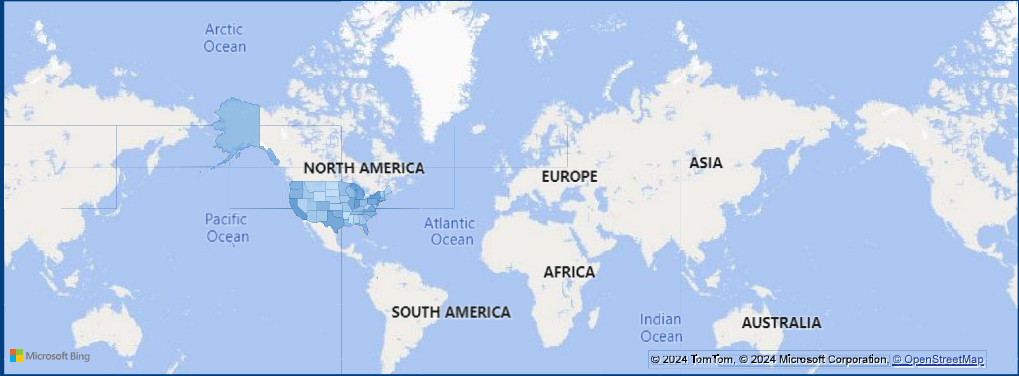 Arctic
Ocean
NORTH AMERICA
EUROPE
ASIA
Pacific
Ocean
Atlantic
Ocean
AFRICA
SOUTH AMERICA
Indian
Ocean
AUSTRALIA
Microsoft Bing
© 2024 TomTom, © 2024 Microsoft Corporation, © OpenStreetMap